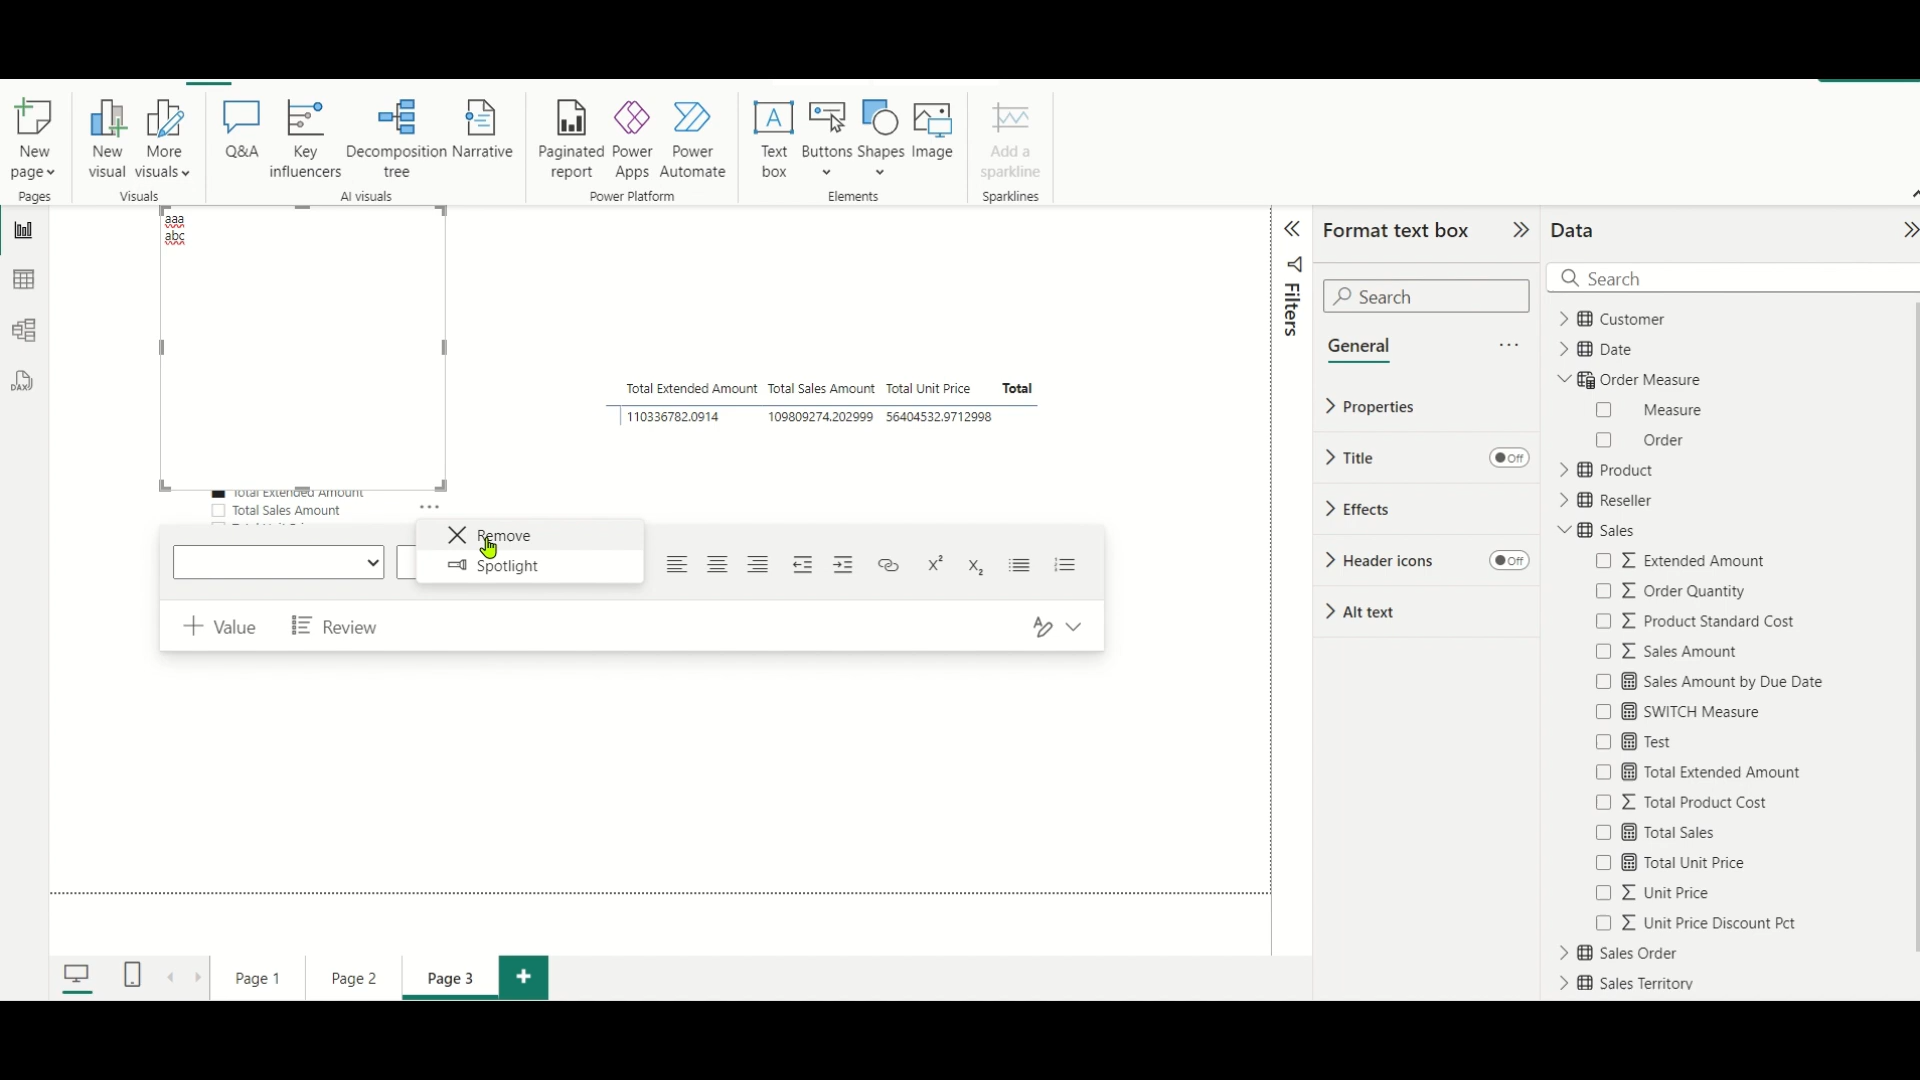 New page
New visual
More visuals
Q&A
Key influencers
Decomposition tree
Narrative
Paginated report
Power Apps
Power Automate
Text box
Buttons
Shapes
Image
Add a sparkline
Pages
Visuals
AI visuals
Power Platform
Elements
Sparklines
aaa
abc
Total Extended Amount Total Sales Amount Total Unit Price Total
110336782.0914 109809274.202999 56404532.9712998
Total Extended Amount
Total Sales Amount
Remove
Spotlight
Value
Review
Page 1
Page 2
Page 3
Filters
Format text box
Search
General
Properties
Title
Off
Effects
Header icons
Off
Alt text
Data
Search
Customer
Date
Order Measure
Measure
Order
Product
Reseller
Sales
Extended Amount
Order Quantity
Product Standard Cost
Sales Amount
Sales Amount by Due Date
SWITCH Measure
Test
Total Extended Amount
Total Product Cost
Total Sales
Total Unit Price
Unit Price
Unit Price Discount Pct
Sales Order
Sales Territory